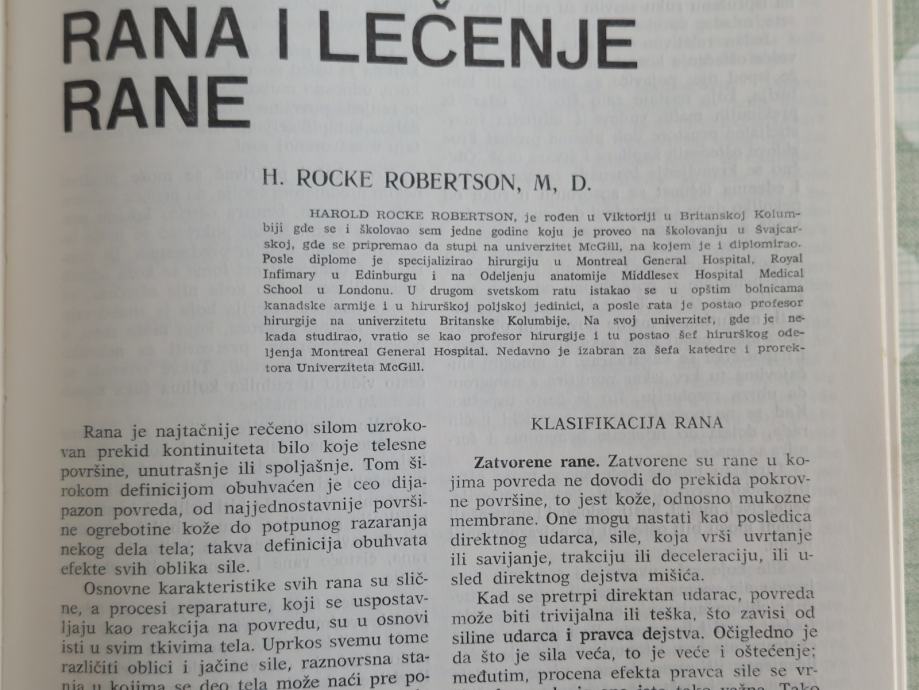 RANA I LEČENJE
RANE
H. ROCKE ROBERTSON, M, D.
HAROLD ROCKE ROBERTSON, je rođen u Viktoriji u Britanskoj Kolum-
biji gde se i školovao sem jedne godine koju je proveo na školovanju u Švajcar-
skoj, gde se pripremao da stupi na univerzitet McGill, na kojem je i diplomirao.
Posle diplome je specijalizirao hirurgiju u Montreal General Hospital, Royal
Infimary u Edinburgu i na Odeljenju anatomije Middlesex Hospital Medical
School u Londonu. U drugom svetskom ratu istakao se u opštim bolnicama
kanadske armije i u hirurškoj poljskoj jedinici, a posle rata je postao profesor
hirurgije na univerzitetu Britanske Kolumbije. Na svoj univerzitet, gde je ne-
kada studirao, vratio se kao profesor hirurgije i tu postao šef hirurškog ode-
ljenja Montreal General Hospital. Nedavno je izabran za šefa katedre i prorek-
tora Univerziteta McGill.
Rana je najtačnije rečeno silom uzroko-
van prekid kontinuiteta bilo koje telesne
površine, unutrašnje ili spoljašnje. Tom ši-
rokom definicijom obuhvaćen je ceo dija-
pazon povreda, od najjednostavnije površi-
ne ogrebotine kože do potpunog razaranja
nekog dela tela; takva definicija obuhvata
efekte svih oblika sile.
Osnovne karakteristike svih rana su slič-
ne, a procesi reparature, koji se uspostav-
ljaju kao reakcija na povredu, su u osnovi
isti u svim tkivima tela. Uprkos svemu tome
različiti oblici i jačine sile, raznovrsna sta-
nja u kojima se deo tela može naći pre po-
KLASIFIKACIJA RANA
Zatvorene rane. Zatvorene su rane u ko-
jima povreda ne dovodi do prekida pokrov-
ne površine, to jest kože, odnosno mukozne
membrane. One mogu nastati kao posledica
direktnog udarca, sile, koja vrši uvrtanje
ili savijanje, trakciju ili deceleraciju, ili u-
sled direktnog dejstva mišića.
Kad se pretrpi direktan udarac, povreda
može biti trivijalna ili teška, što zavisi od
siline udarca i pravca dejstva. Očigledno je
da što je sila veća, to je veće i oštećenje;
međutim, procena efekta pravca sile se vr-